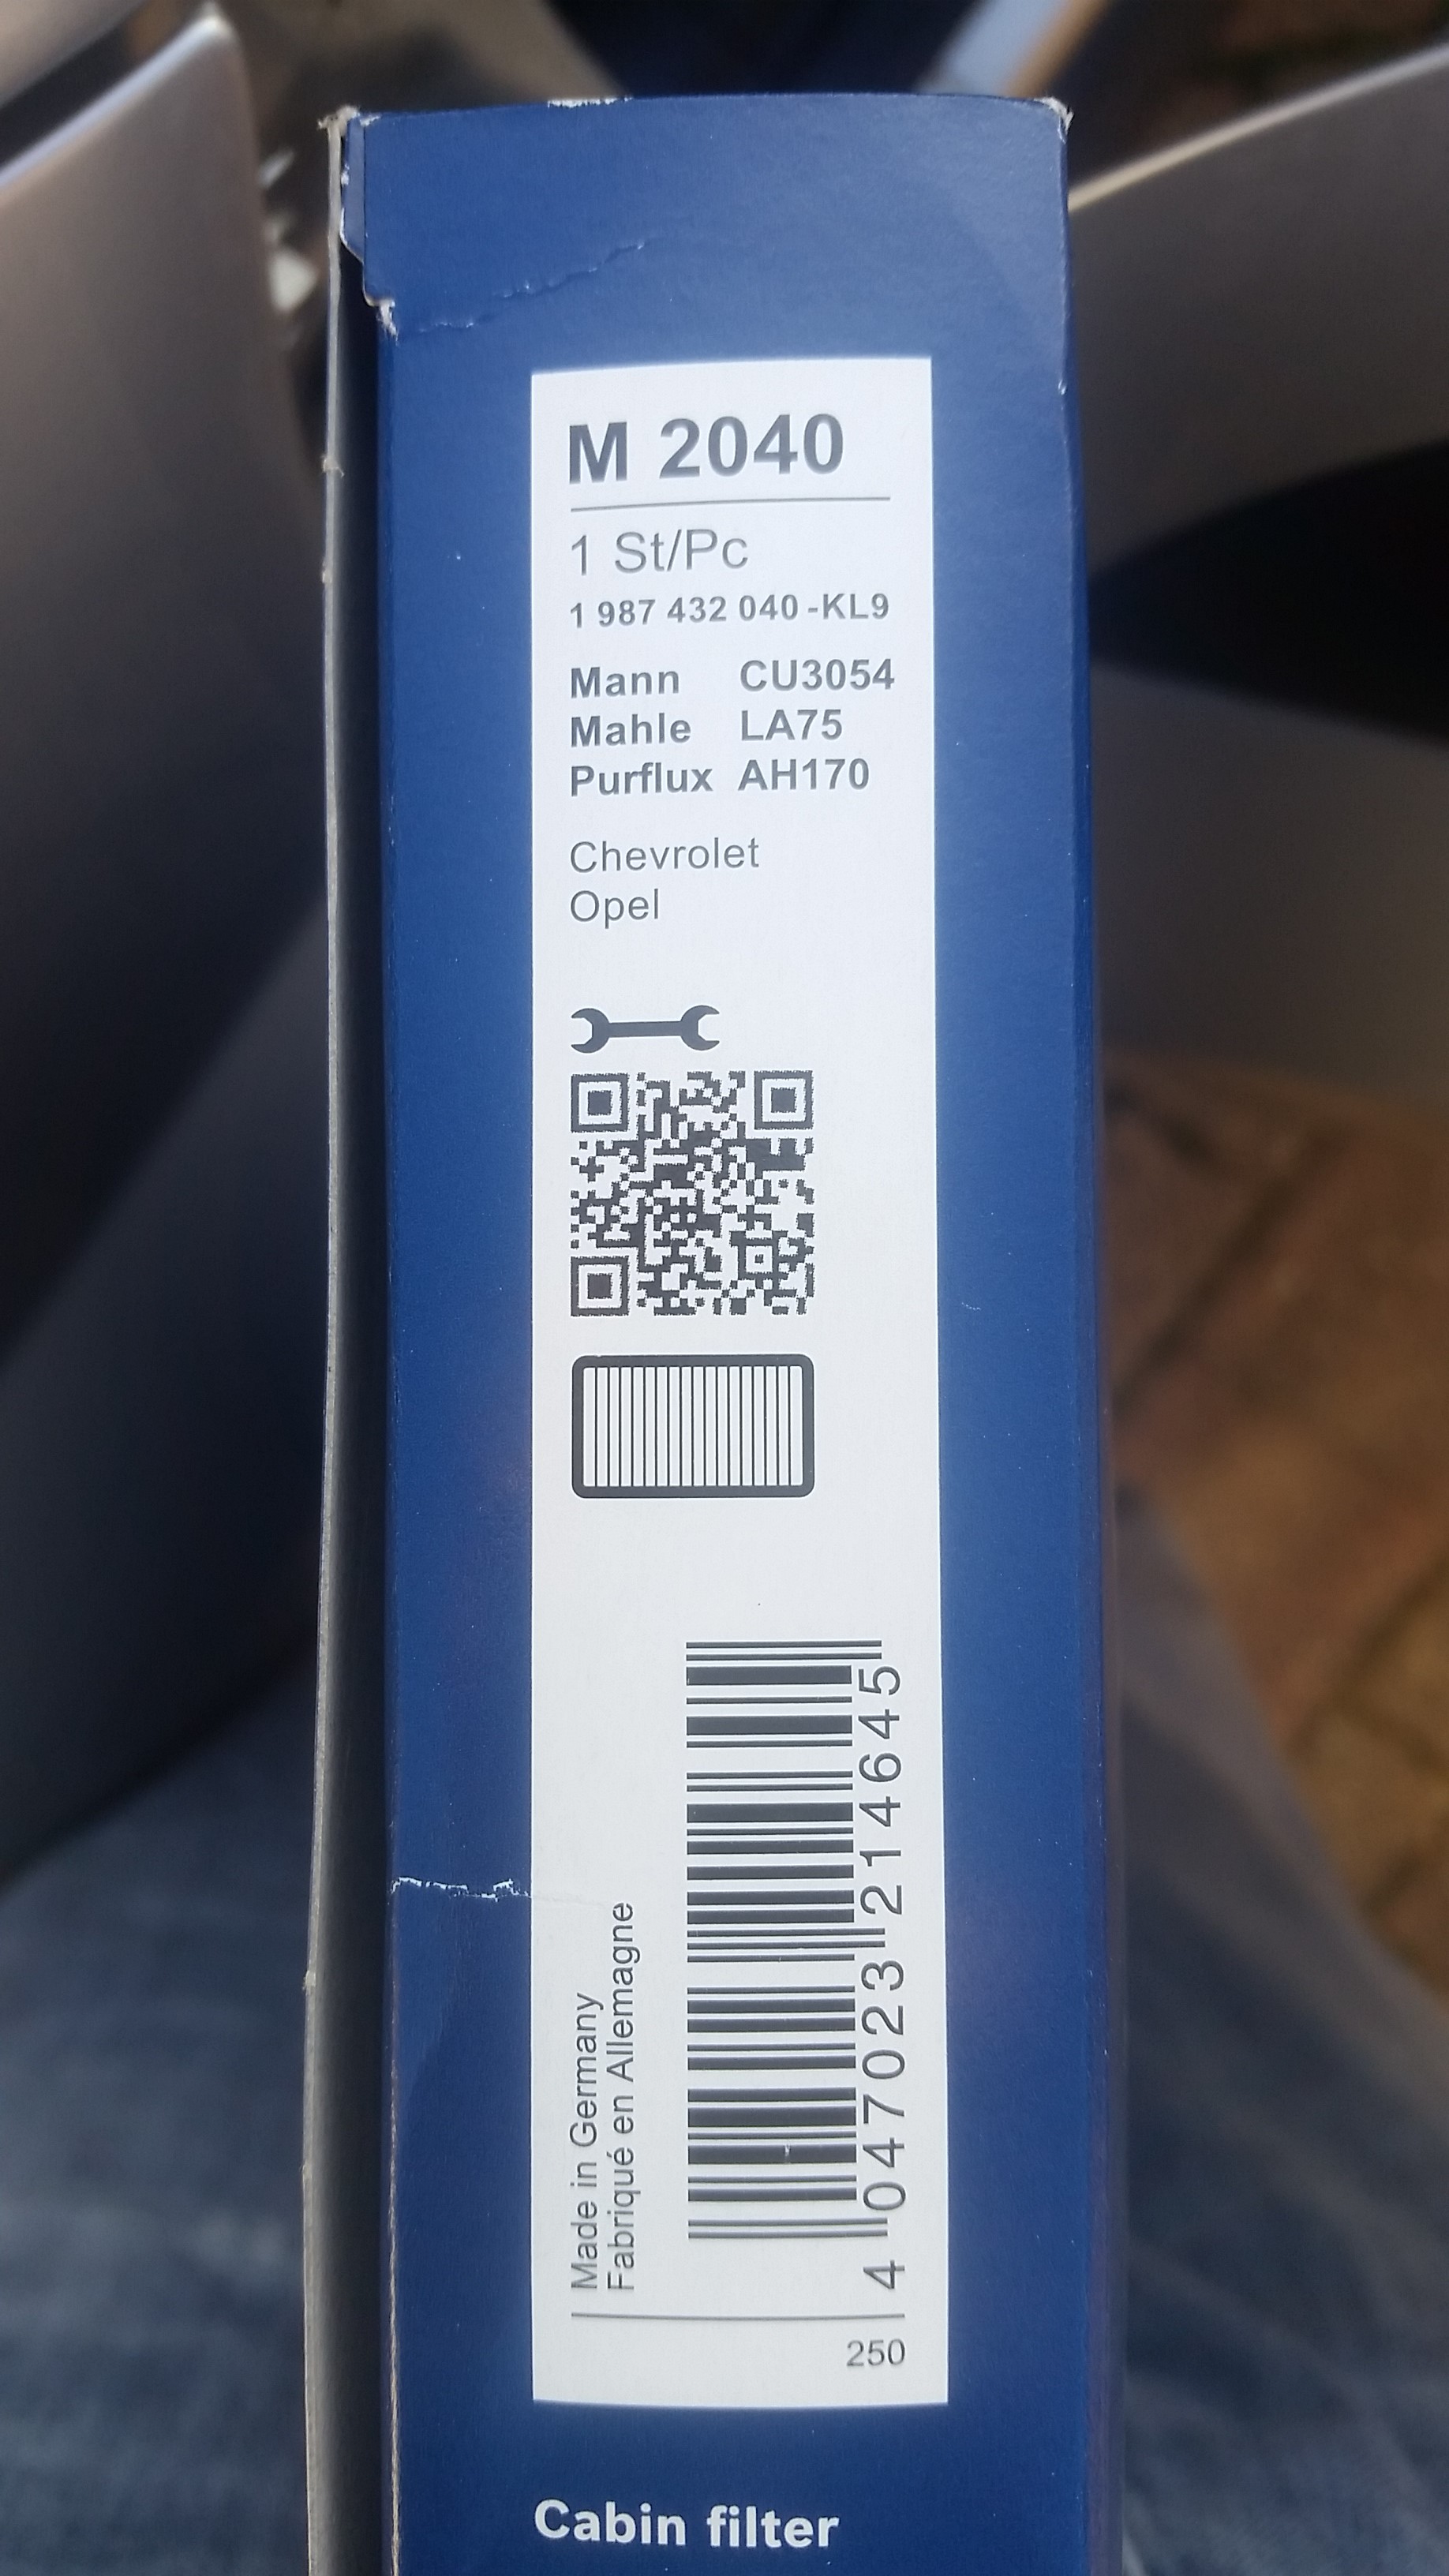 M 2040
1 St/Pc
1 987 432 040 -KL9
Mann CU3054
Mahle LA75
Purflux AH170
Chevrolet
Opel
Made in Germany
Fabriqué en Allemagne
4 047023 214645
250
Cabin filter